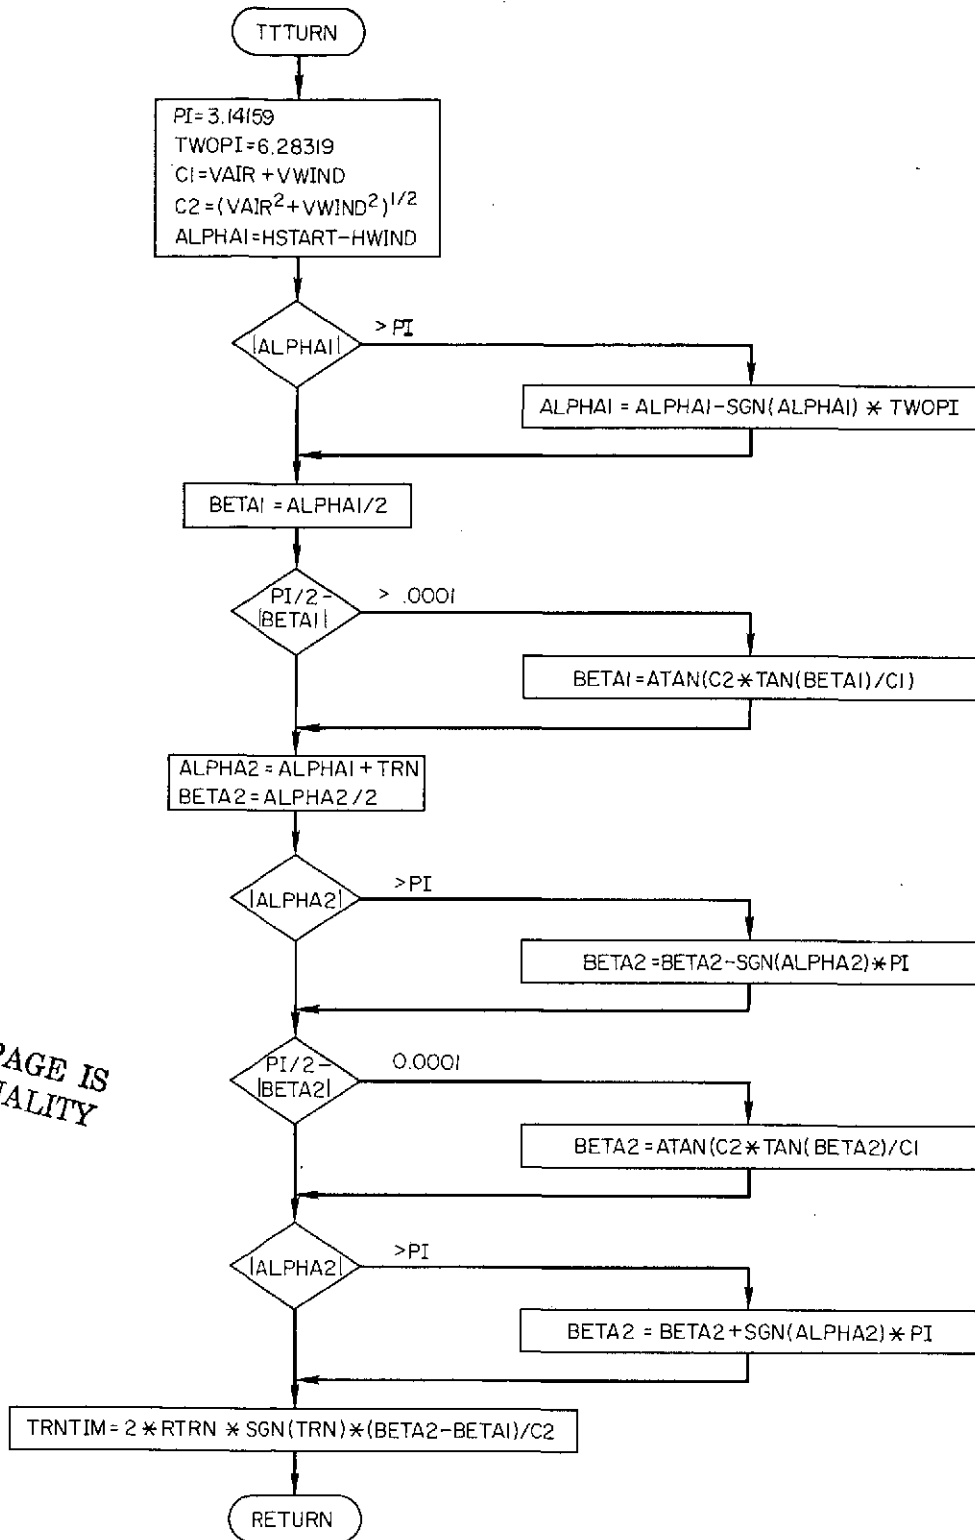 TTTURN
PI=3.14159
TWOPI=6.28319
C1=VAIR+VWIND
C2=(VAIR²+VWIND²)^1/2
ALPHA1=HSTART-HWIND
|ALPHA1|
>PI
ALPHA1 = ALPHA1-SGN(ALPHA1) * TWOPI
BETA1 = ALPHA1/2
PI/2-
|BETA1|
> .0001
BETA1=ATAN(C2*TAN(BETA1)/C1)
ALPHA2=ALPHA1+TRN
BETA2=ALPHA2/2
|ALPHA2|
>PI
BETA2=BETA2-SGN(ALPHA2)*PI
PAGE IS
PI/2-
|BETA2|
0.0001
BETA2=ATAN(C2*TAN(BETA2)/C1
|ALPHA2|
>PI
BETA2 = BETA2+SGN(ALPHA2)*PI
TRNTIM=2*RTRN*SGN(TRN)*(BETA2-BETA1)/C2
RETURN